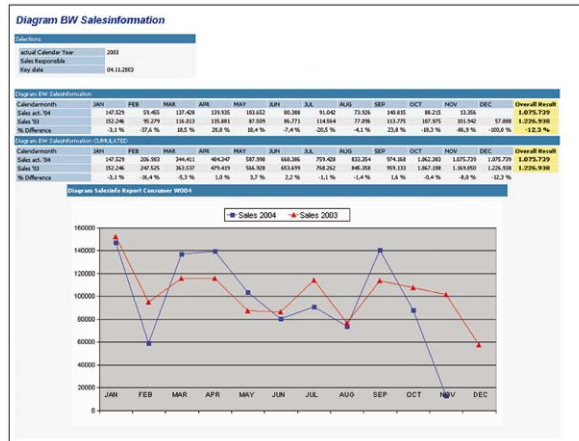 Diagram BW Salesinformation
Selections
actual Calendar Year 2003
Sales Responsible
Key date 04.11.2003
Diagram BW Salesinformation
Calendarmonth JAN FEB MAR APR MAY JUN JUL AUG SEP OCT NOV DEC Overall Result
Sales act. '04 147.529 59.455 137.428 139.935 103.652 80.388 91.042 73.926 140.815 88.215 13.356 1.075.739
Sales '03 152.246 95.279 116.013 115.881 87.509 86.771 114.564 77.096 113.775 107.975 101.942 57.888 1.226.938
% Difference -3,1 % -37,6 % 18,5 % 20,8 % 18,4 % -7,4 % -20,5 % -4,1 % 23,8 % -18,3 % -86,9 % -100,0 % -12,3 %
Diagram BW Salesinformation CUMULATED
Calendarmonth JAN FEB MAR APR MAY JUN JUL AUG SEP OCT NOV DEC Overall Result
Sales act. '04 147.529 206.983 344.411 484.347 587.998 668.386 759.428 833.354 974.168 1.062.383 1.075.739 1.075.739 1.075.739
Sales '03 152.246 247.525 363.537 479.419 566.928 653.699 768.262 845.358 959.133 1.067.108 1.169.050 1.226.938 1.226.938
% Difference -3,1 % -16,4 % -5,3 % 1,0 % 3,7 % 2,2 % -1,1 % -1,4 % 1,6 % -0,4 % -8,0 % -12,3 %
Diagram Salesinfo Report Consumer WO04
Sales 2004 Sales 2003
160000
140000
120000
100000
80000
60000
40000
20000
JAN FEB MAR APR MAY JUN JUL AUG SEP OCT NOV DEC
0